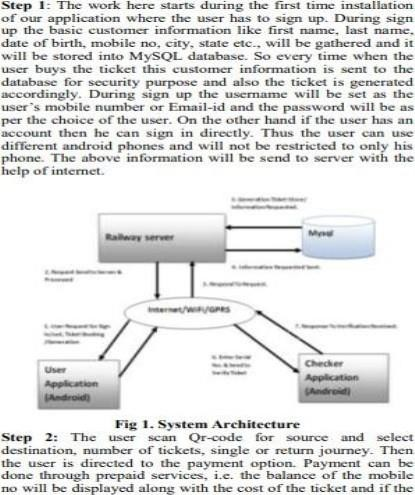 Step 1: The work here starts during the first time installation
of our application where the user has to sign up. During sign
up the basic customer information like first name, last name,
date of birth, mobile no, city, state etc., will be gathered and it
will be stored into MySQL database. So every time when the
user buys the ticket this customer information is sent to the
database for security purpose and also the ticket is generated
accordingly. During sign up the username will be set as the
user's mobile number or Email-id and the password will be as
per the choice of the user. On the other hand if the user has an
account then he can sign in directly. Thus the user can use
different android phones and will not be restricted to only his
phone. The above information will be send to server with the
help of internet.
Railway server
Mysql
Internet/WiFi/GPRS
User
Application
(Android)
Checker
Application
(Android)
Fig 1. System Architecture
Step 2: The user scan Qr-code for source and select
destination, number of tickets, single or return journey. Then
the user is directed to the payment option. Payment can be
done through prepaid services, i.e. the balance of the mobile
no will be displayed along with the cost of the ticket and if the